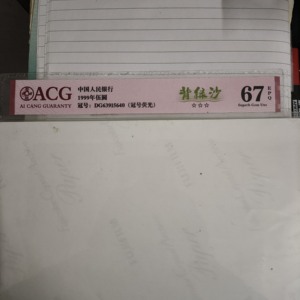 ACG
AI CANG GUARANTY
中国人民银行
1999年伍圆
冠号：DG63915640（冠号荧光）
背绿沙
☆☆☆
67 EPQ
Superb Gem Unc